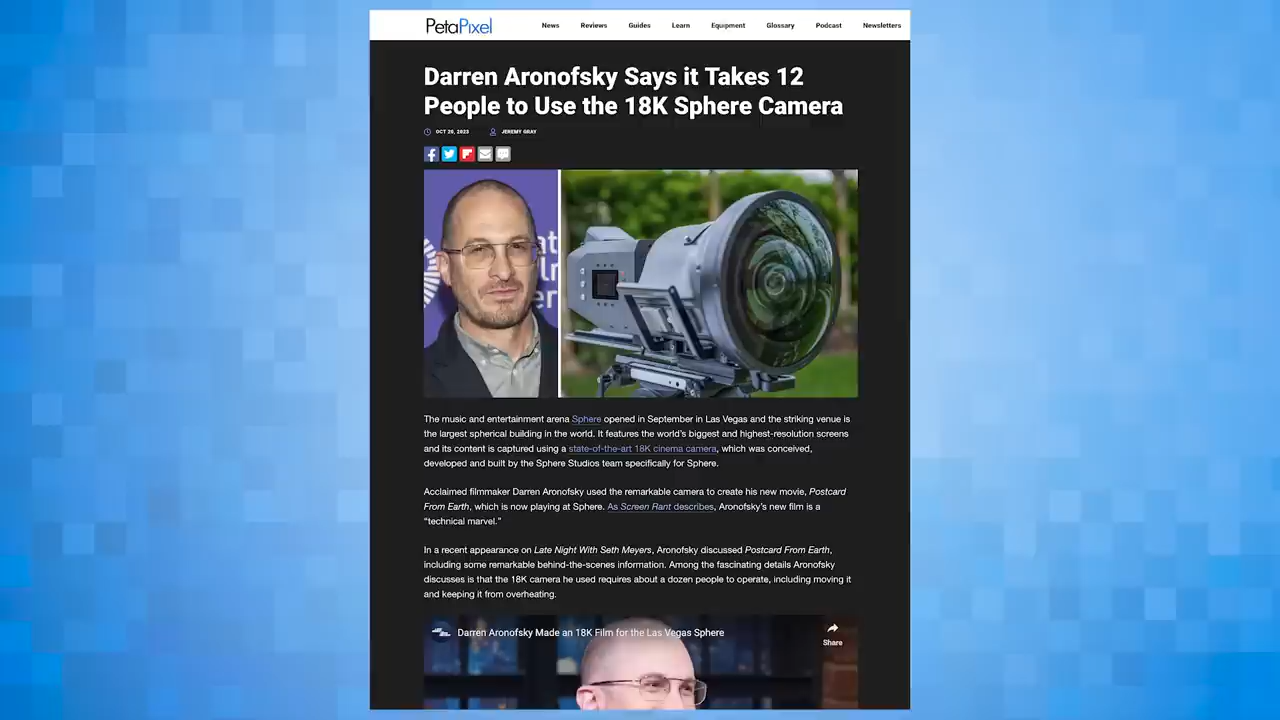 PetaPixel
News Reviews Guides Learn Equipment Glossary Podcast Newsletters
Darren Aronofsky Says it Takes 12
People to Use the 18K Sphere Camera
OCT 20, 2023 JEREMY GRAY
The music and entertainment arena Sphere opened in September in Las Vegas and the striking venue is
the largest spherical building in the world. It features the world's biggest and highest-resolution screens
and its content is captured using a state-of-the-art 18K cinema camera, which was conceived,
developed and built by the Sphere Studios team specifically for Sphere.
Acclaimed filmmaker Darren Aronofsky used the remarkable camera to create his new movie, Postcard
From Earth, which is now playing at Sphere. As Screen Rant describes, Aronofsky's new film is a
“technical marvel.”
In a recent appearance on Late Night With Seth Meyers, Aronofsky discussed Postcard From Earth,
including some remarkable behind-the-scenes information. Among the fascinating details Aronofsky
discusses is that the 18K camera he used requires about a dozen people to operate, including moving it
and keeping it from overheating.
Darren Aronofsky Made an 18K Film for the Las Vegas Sphere
Share